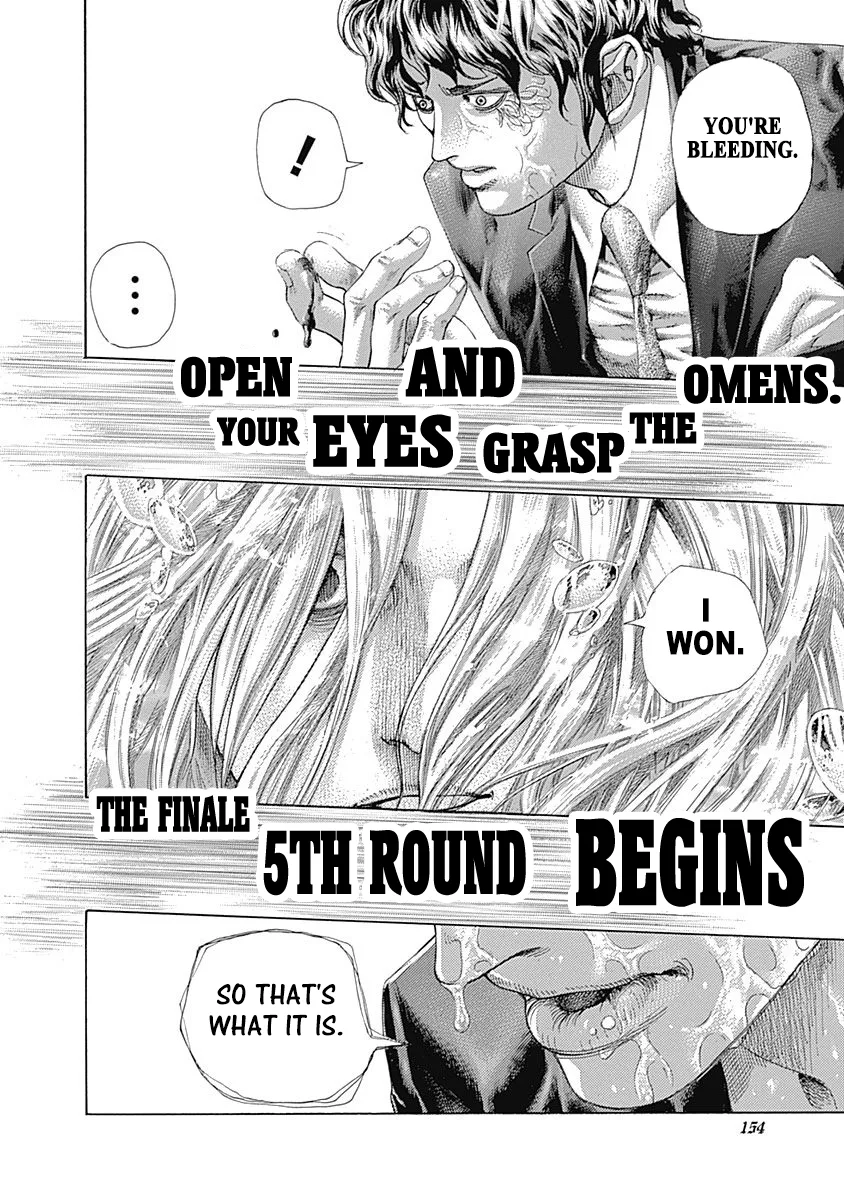 YOU'RE
BLEEDING.
!
...
OPEN
YOUR EYES
AND
GRASP THE
OMENS.
I
WON.
THE FINALE
5TH ROUND BEGINS
SO THAT'S
WHAT IT IS.
154